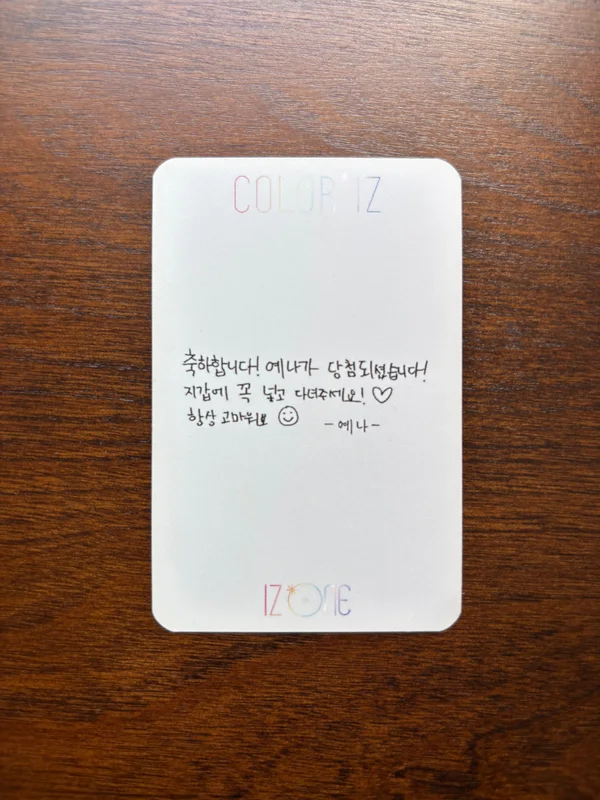 COLOR*IZ
축하합니다! 예나가 당첨되셨습니다!
지갑에 꼭 넣고 다녀주세요! ♡
항상 고마워요 ☺ -예나-
IZ*ONE